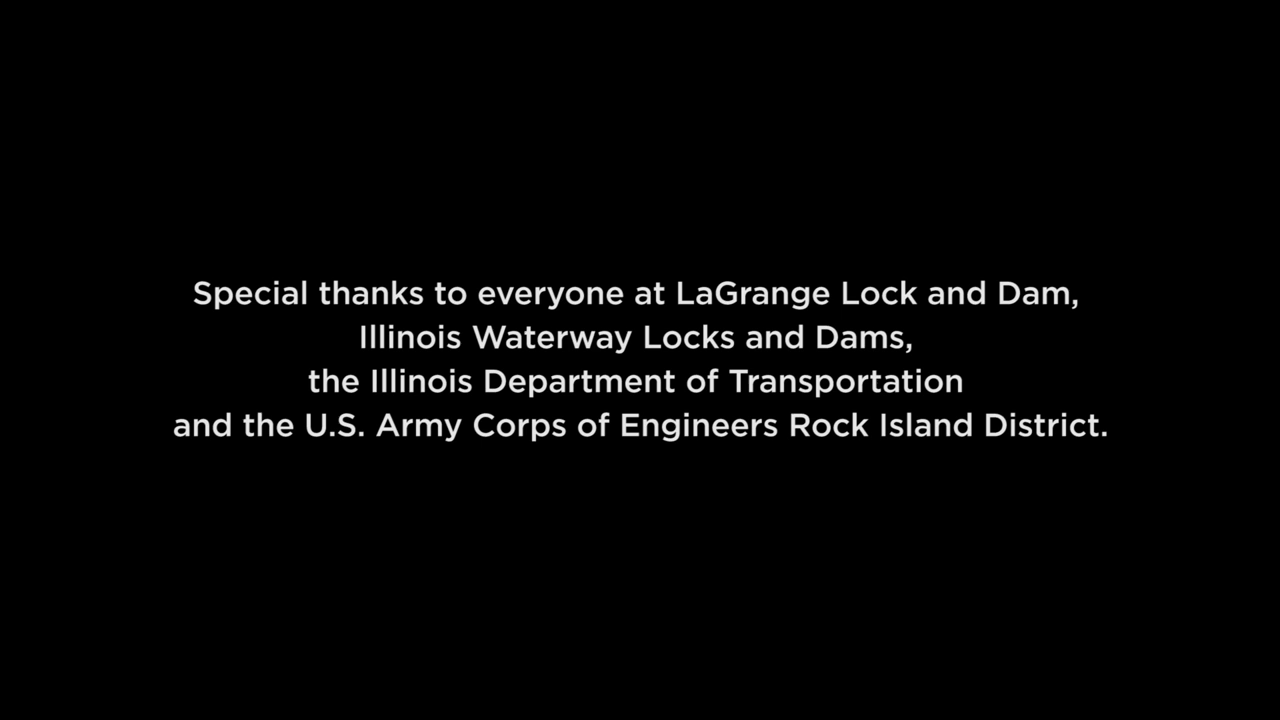 Special thanks to everyone at LaGrange Lock and Dam,
Illinois Waterway Locks and Dams,
the Illinois Department of Transportation
and the U.S. Army Corps of Engineers Rock Island District.